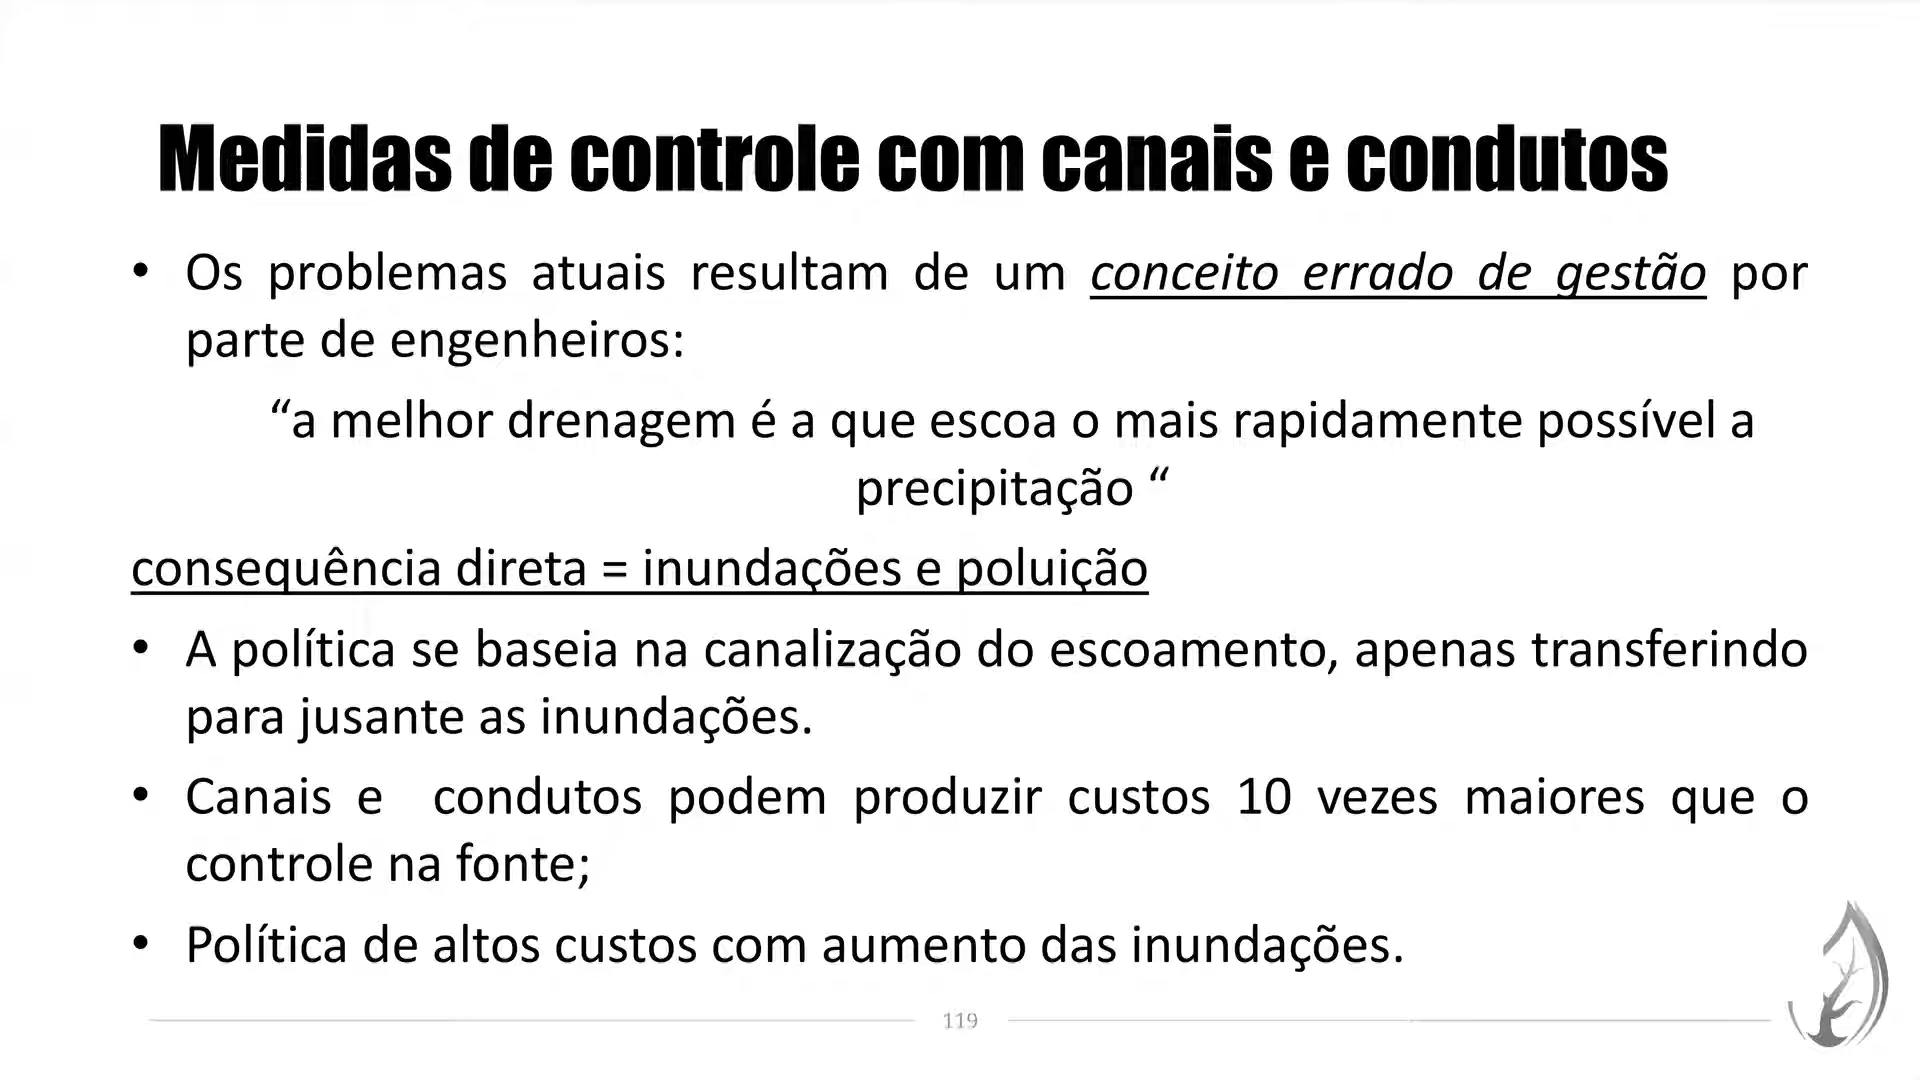 Medidas de controle com canais e condutos
• Os problemas atuais resultam de um conceito errado de gestão por
parte de engenheiros:
“a melhor drenagem é a que escoa o mais rapidamente possível a
precipitação “
consequência direta = inundações e poluição
• A política se baseia na canalização do escoamento, apenas transferindo
para jusante as inundações.
• Canais e condutos podem produzir custos 10 vezes maiores que o
controle na fonte;
• Política de altos custos com aumento das inundações.
119